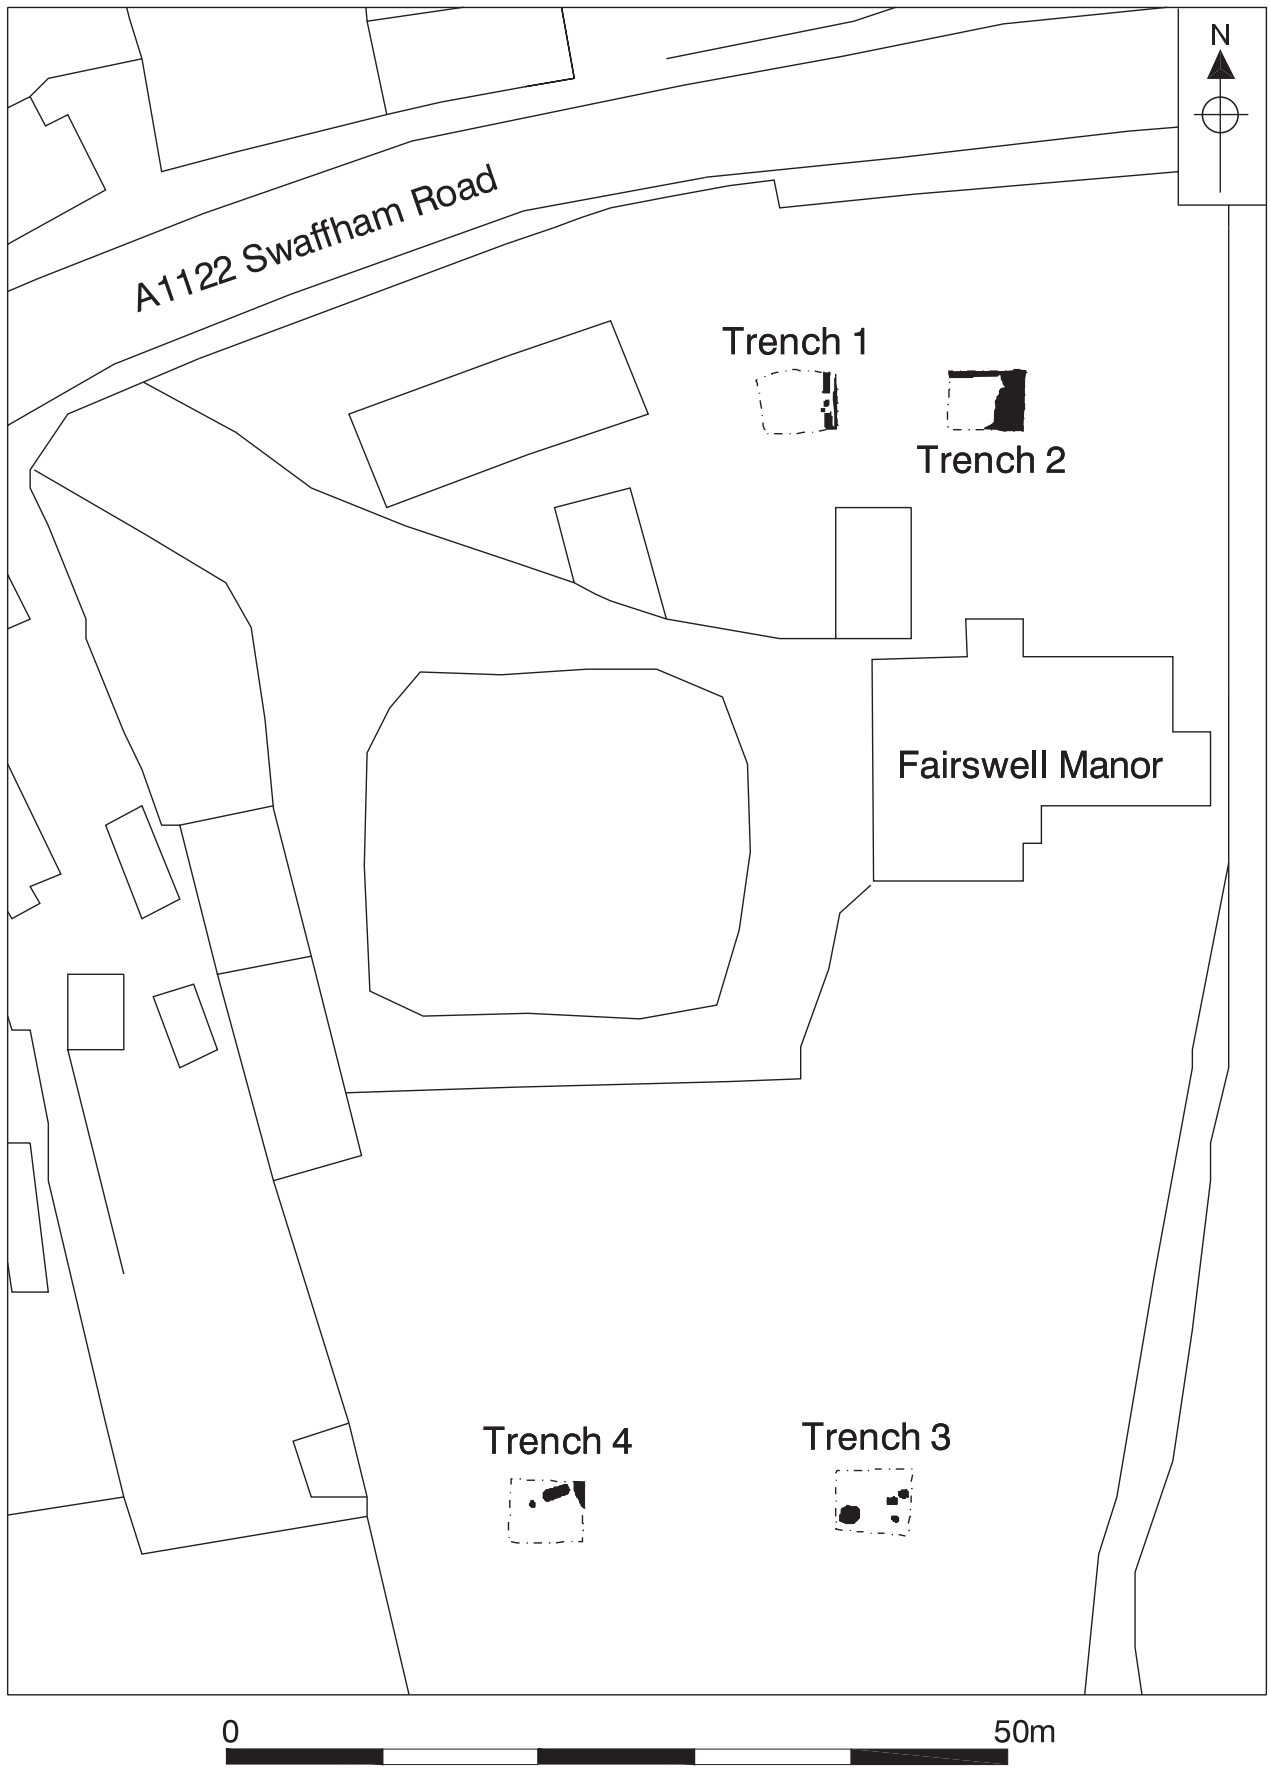 N
A1122 Swaffham Road
Trench 1
Trench 2
Fairswell Manor
Trench 4
Trench 3
0
50m